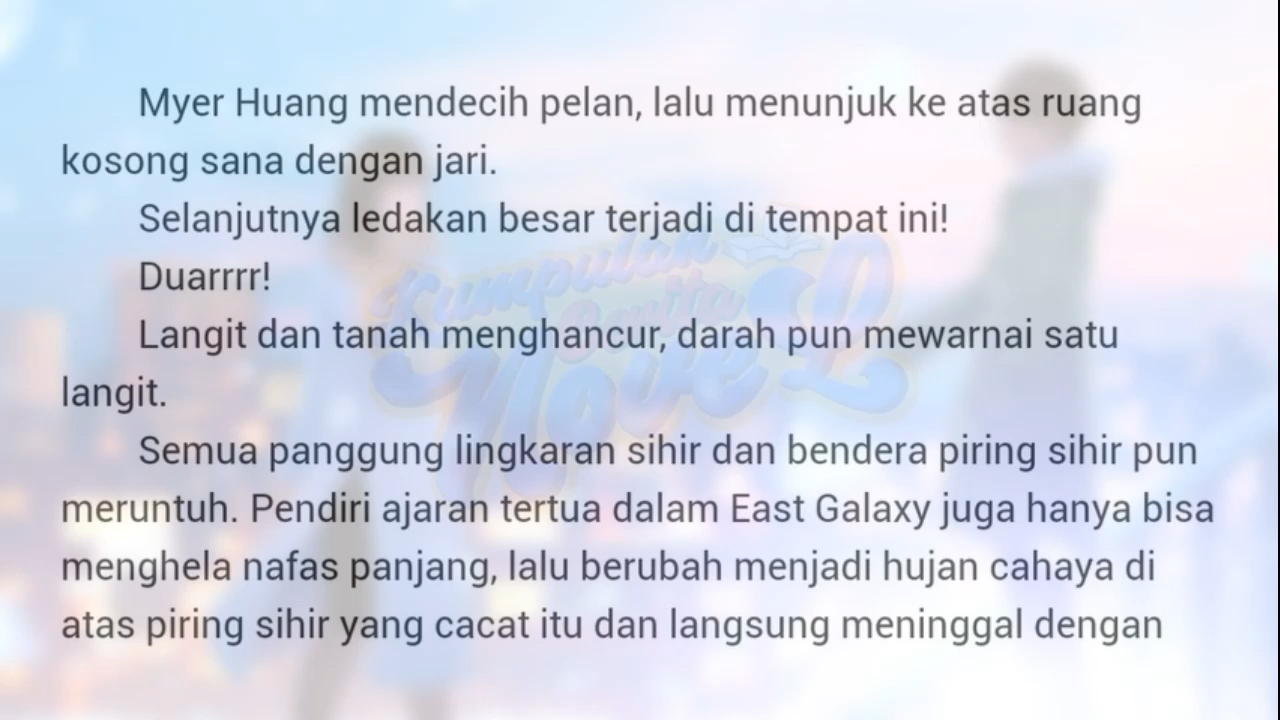 Myer Huang mendecih pelan, lalu menunjuk ke atas ruang
kosong sana dengan jari.
Selanjutnya ledakan besar terjadi di tempat ini!
Duarrrr!
Langit dan tanah menghancur, darah pun mewarnai satu
langit.
Semua panggung lingkaran sihir dan bendera piring sihir pun
meruntuh. Pendiri ajaran tertua dalam East Galaxy juga hanya bisa
menghela nafas panjang, lalu berubah menjadi hujan cahaya di
atas piring sihir yang cacat itu dan langsung meninggal dengan
Kumpulan
Cerita
Novel